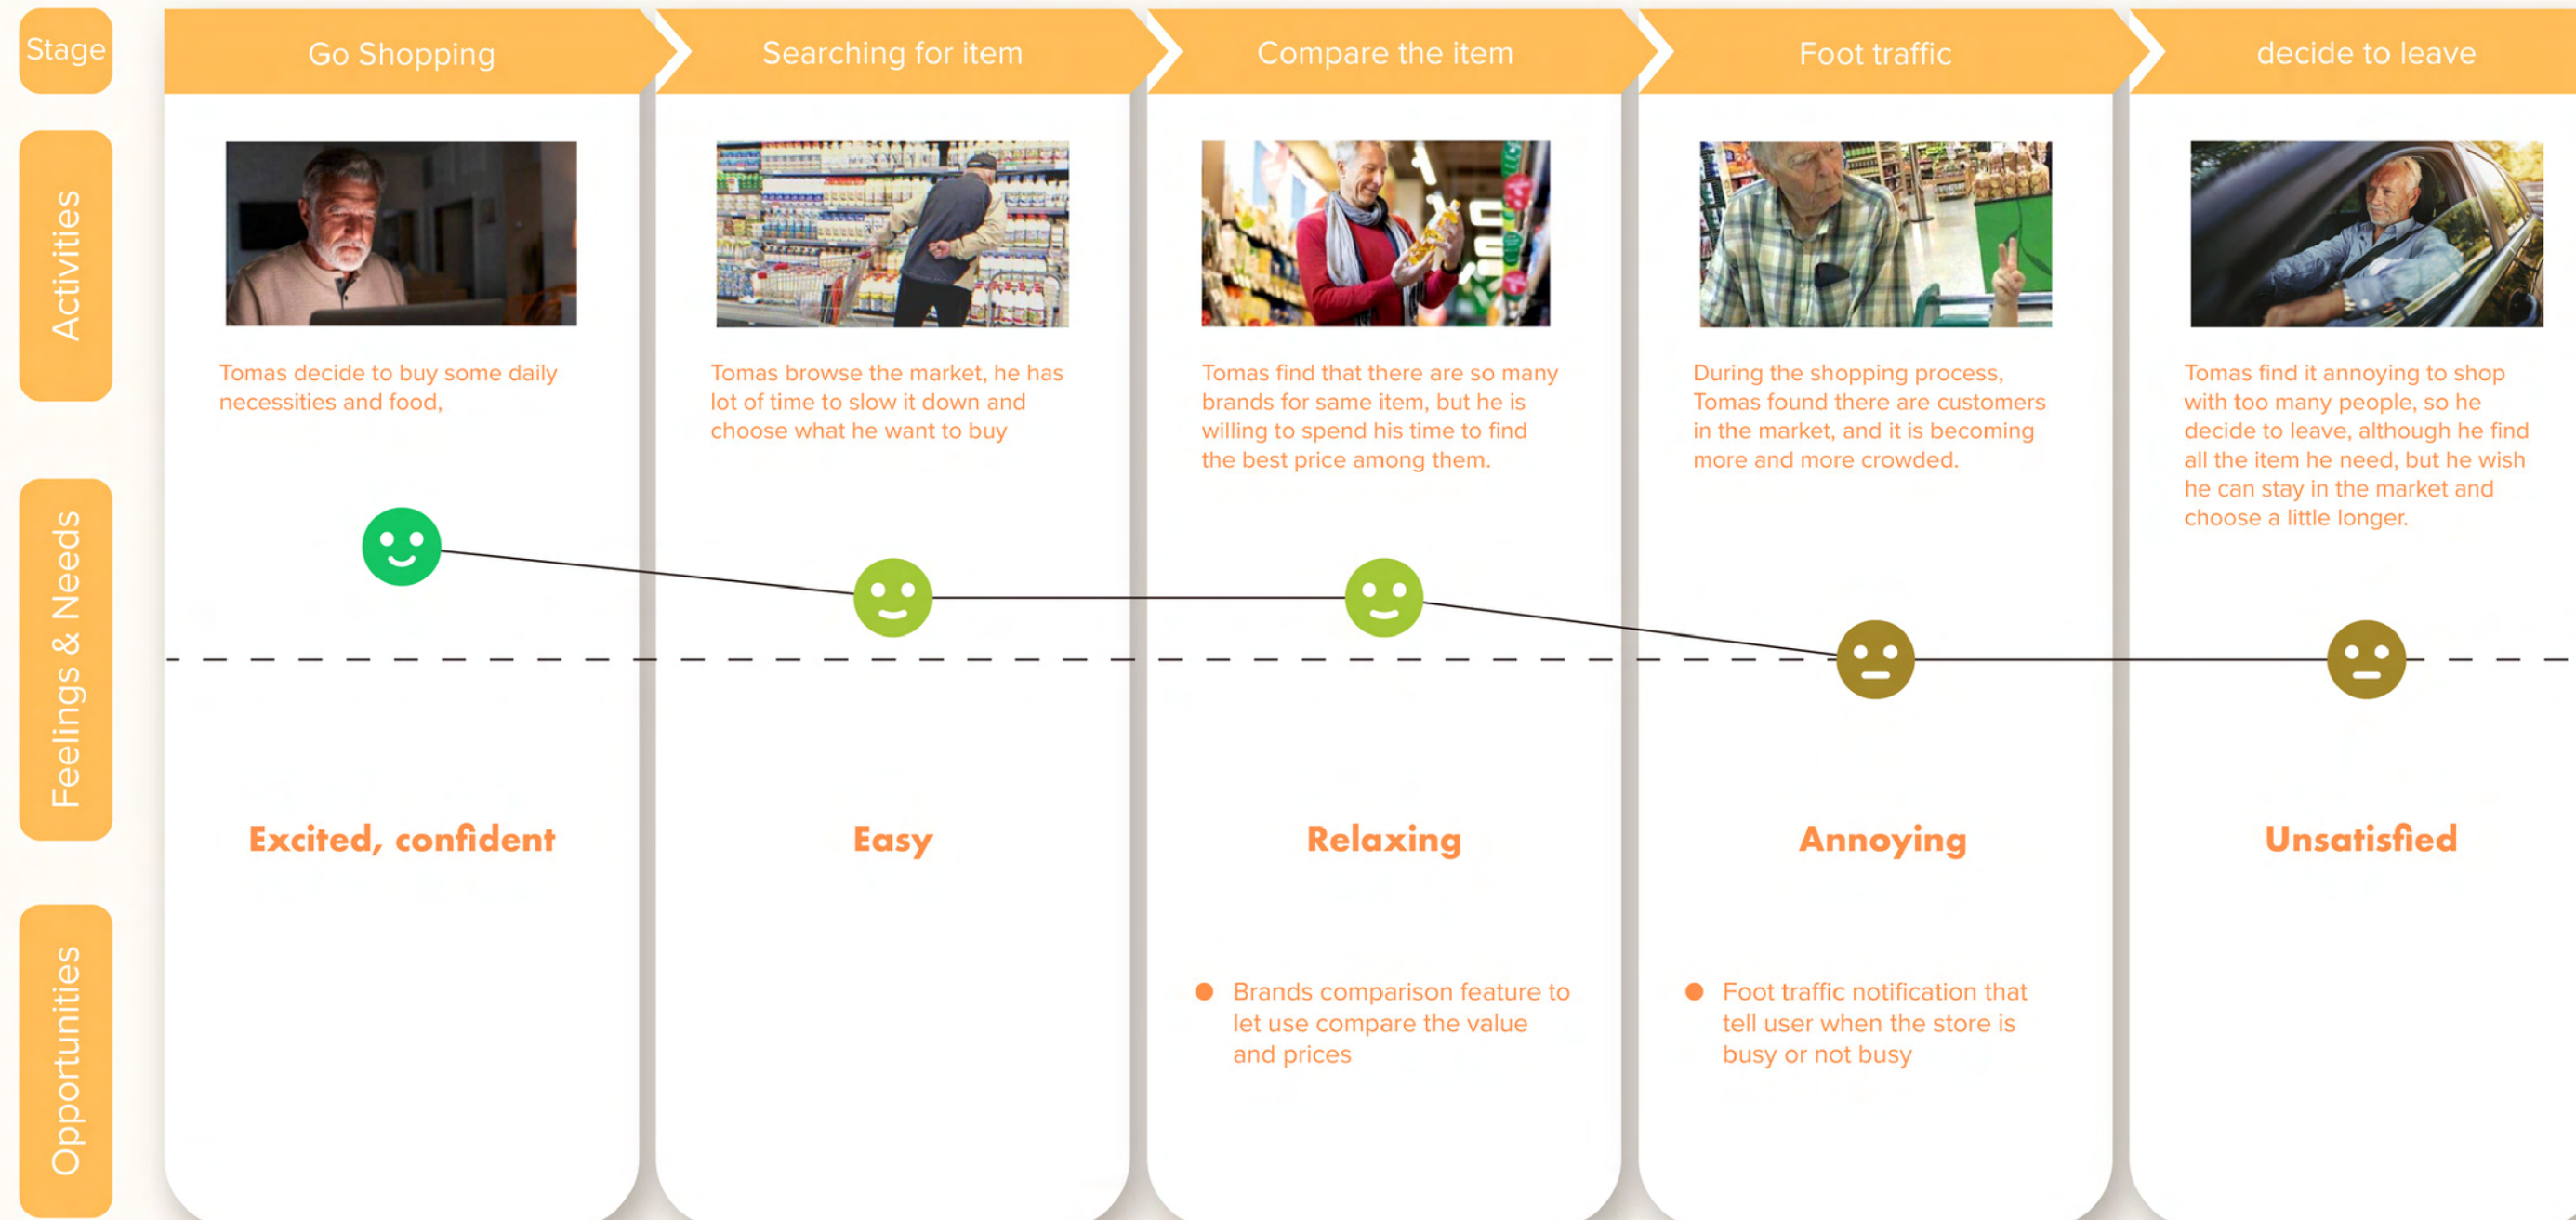 Stage
Go Shopping
Searching for item
Compare the item
Foot traffic
decide to leave
Activities
Tomas decide to buy some daily
necessities and food,
Tomas browse the market, he has
lot of time to slow it down and
choose what he want to buy
Tomas find that there are so many
brands for same item, but he is
willing to spend his time to find
the best price among them.
During the shopping process,
Tomas found there are customers
in the market, and it is becoming
more and more crowded.
Tomas find it annoying to shop
with too many people, so he
decide to leave, although he find
all the item he need, but he wish
he can stay in the market and
choose a little longer.
Feelings & Needs
Excited, confident
Easy
Relaxing
Annoying
Unsatisfied
Opportunities
Brands comparison feature to
let use compare the value
and prices
Foot traffic notification that
tell user when the store is
busy or not busy